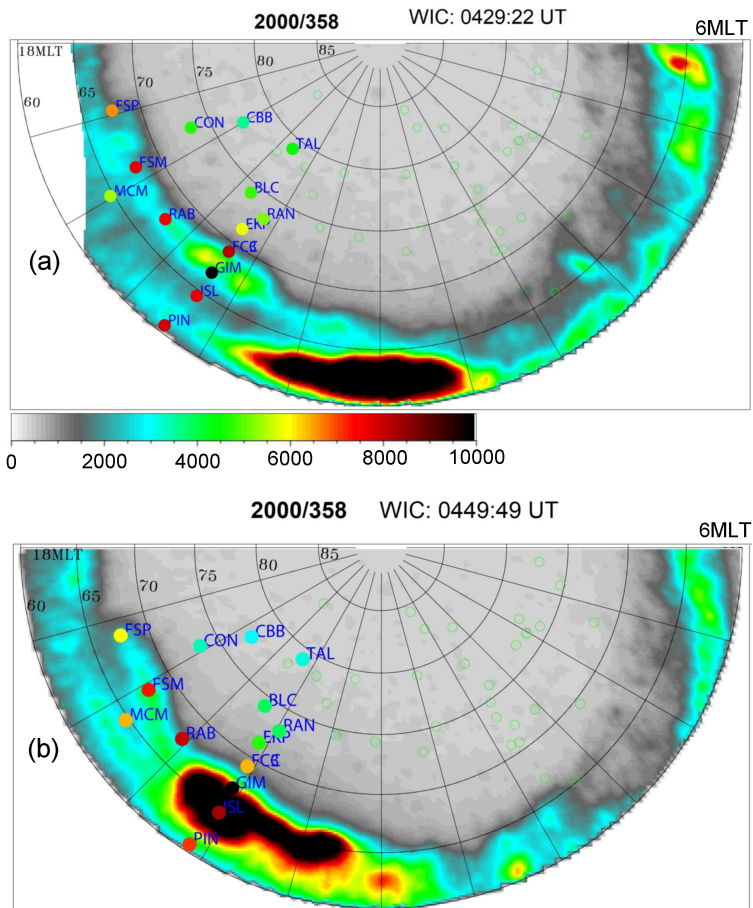 2000/358 WIC: 0429:22 UT
6MLT
18MLT 85
80
75
70
65
60
FSP
CON CBB
TAL
FSM
MCM
BLC
RAB
RAN
(a)
GIM
ISL
PIN
0 2000 4000 6000 8000 10000
2000/358 WIC: 0449:49 UT
6MLT
18MLT 85
80
75
70
65
60
FSP
CON CBB
TAL
FSM
MCM
BLC
RAB
RAN
(b)
GIM
ISL
PIN